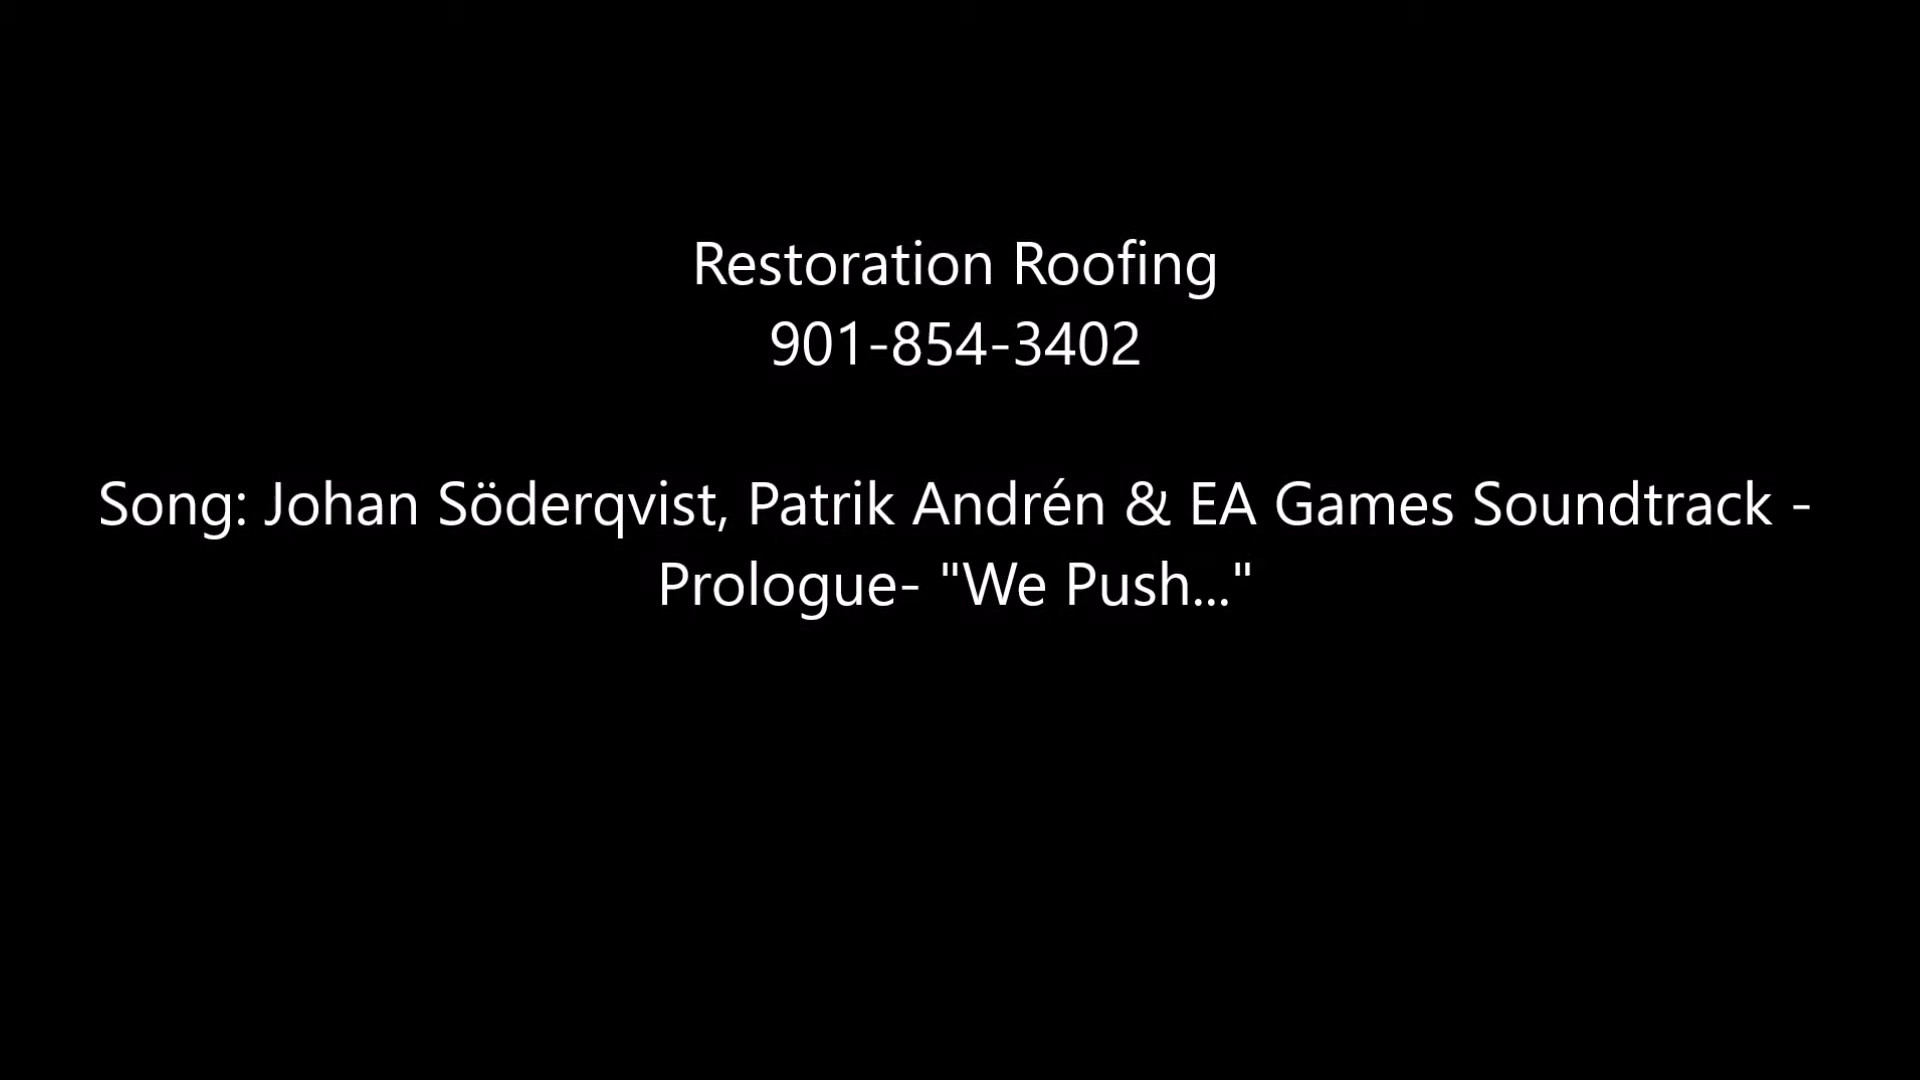 Restoration Roofing
901-854-3402
Song: Johan Söderqvist, Patrik Andrén & EA Games Soundtrack -
Prologue- "We Push..."